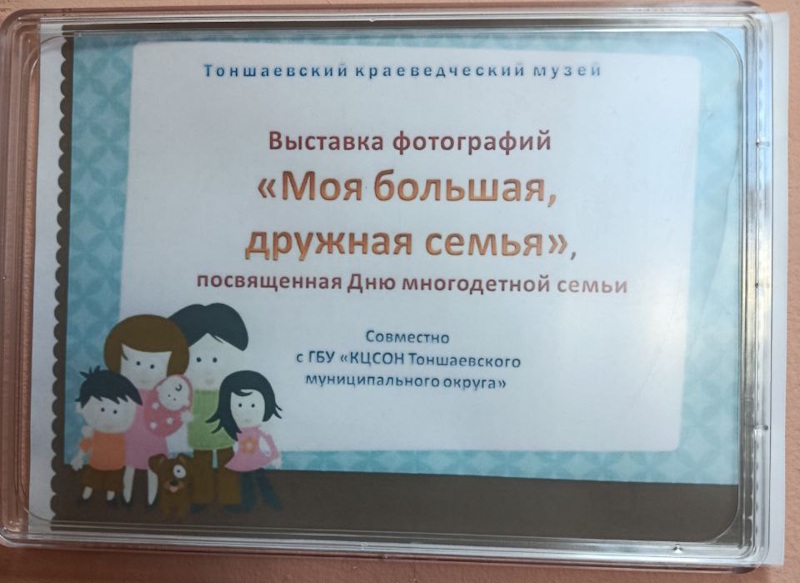 Тоншаевский краеведческий музей
Выставка фотографий
«Моя большая,
дружная семья»,
посвященная Дню многодетной семьи
Совместно
с ГБУ «КЦСОН Тоншаевского
муниципального округа»